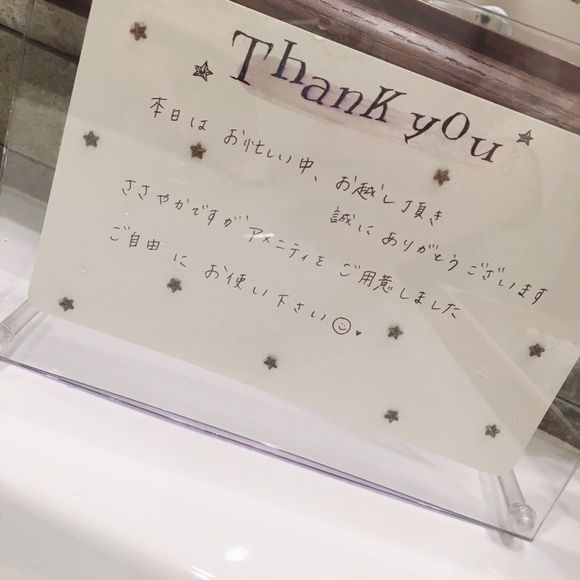 Thank you
本日は お忙しい中、お越し頂き
誠に ありがとうございます
ささやかですが アメニティを ご用意しました
ご自由 に お使い下さい